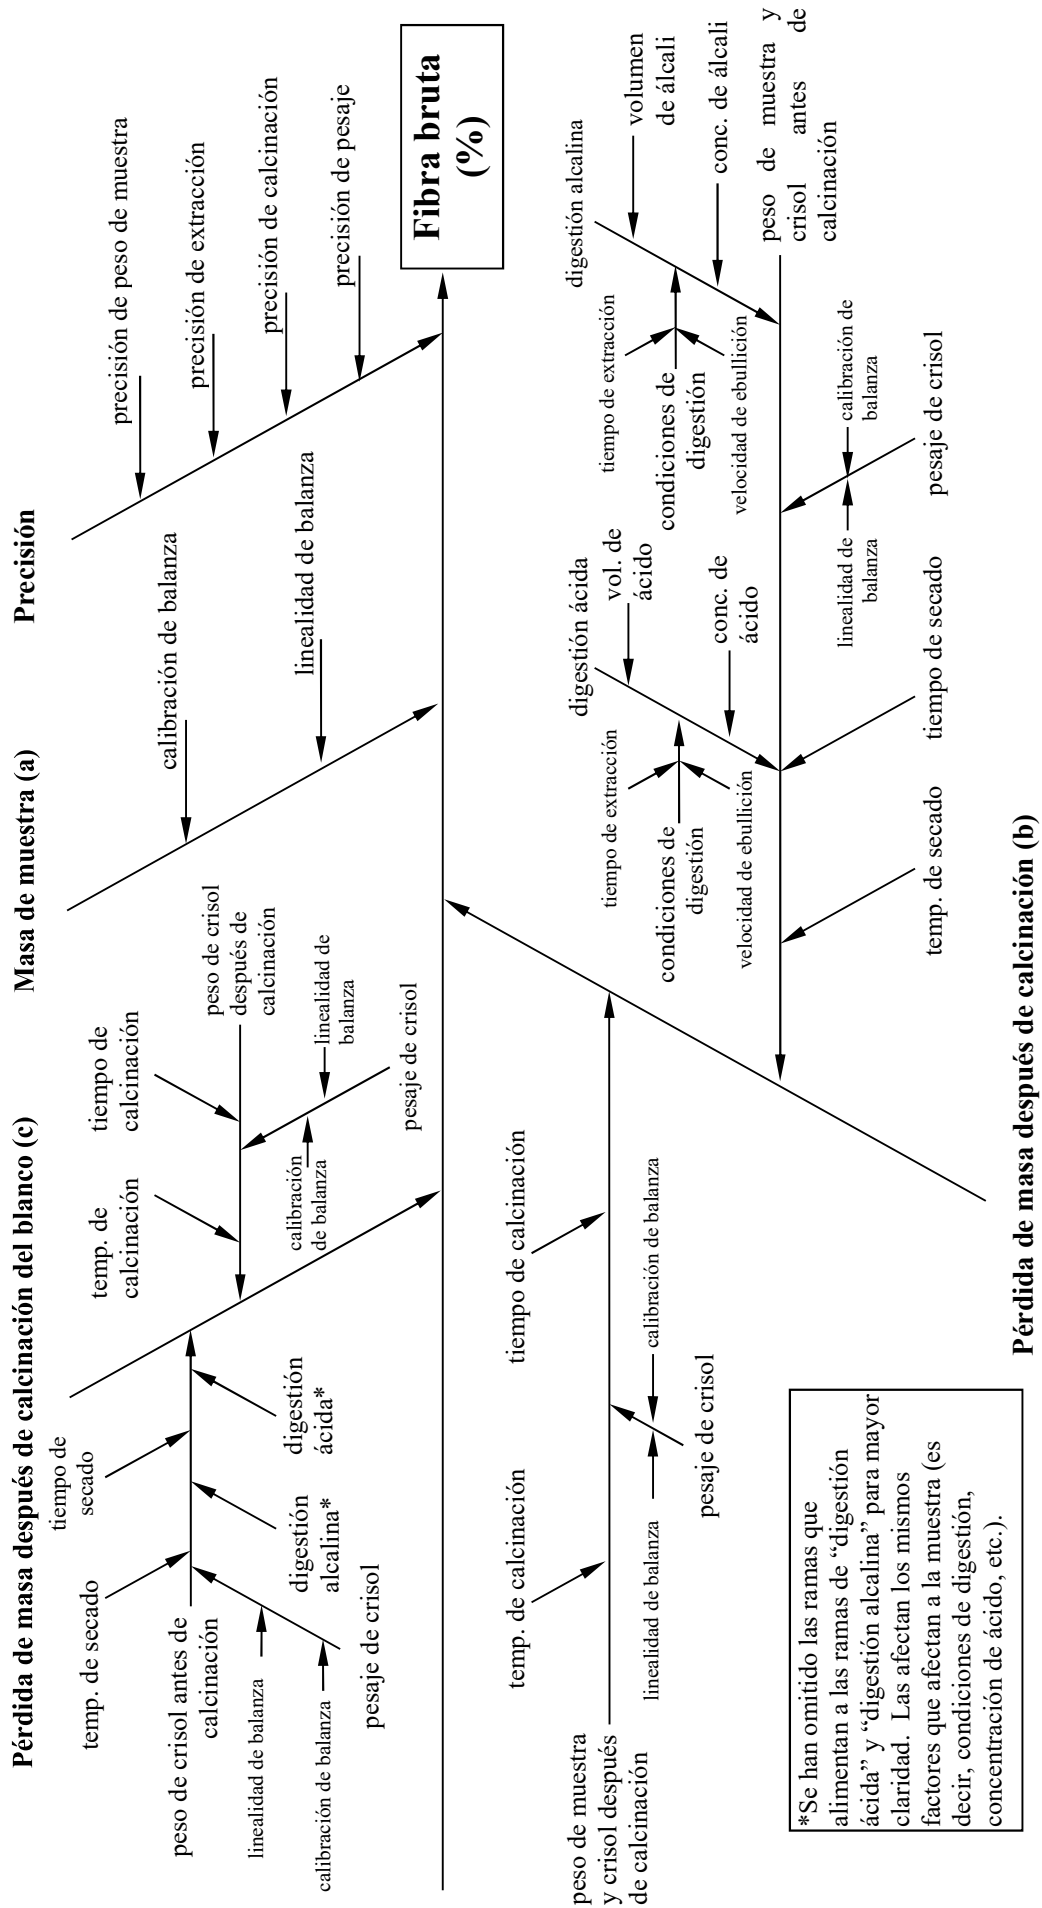 Pérdida de masa después de calcinación del blanco (c)
Masa de muestra (a)
Precisión
temp. de secado
tiempo de
secado
peso de crisol antes de
calcinación
linealidad de balanza
calibración de balanza
pesaje de crisol
digestión
alcalina*
digestión
ácida*
temp. de
calcinación
tiempo de
calcinación
peso de crisol
después de
calcinación
calibración
de balanza
linealidad de
balanza
pesaje de crisol
calibración de balanza
linealidad de balanza
precisión de peso de muestra
precisión de extracción
precisión de calcinación
precisión de pesaje
Fibra bruta
(%)
peso de muestra
y crisol después
de calcinación
temp. de calcinación
tiempo de calcinación
linealidad de balanza
calibración de balanza
pesaje de crisol
digestión ácida
vol. de
ácido
conc. de
ácido
tiempo de extracción
condiciones de
digestión
velocidad de ebullición
digestión alcalina
volumen
de álcali
conc. de álcali
tiempo de extracción
condiciones de
digestión
velocidad de ebullición
peso de muestra y
crisol antes de
calcinación
temp. de secado
tiempo de secado
linealidad de
balanza
calibración de
balanza
pesaje de crisol
Pérdida de masa después de calcinación (b)
*Se han omitido las ramas que
alimentan a las ramas de “digestión
ácida” y “digestión alcalina” para mayor
claridad. Las afectan los mismos
factores que afectan a la muestra (es
decir, condiciones de digestión,
concentración de ácido, etc.).